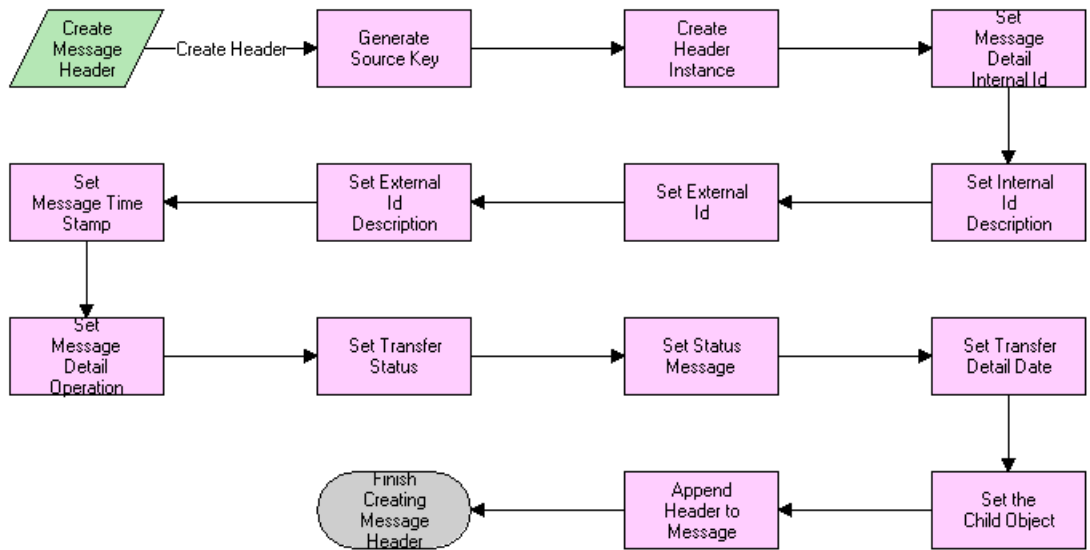 Create
Message
Header
Create Header
Generate
Source Key
Create
Header
Instance
Set
Message
Detail
Internal Id
Set
Message Time
Stamp
Set External
Id
Description
Set External
Id
Set Internal
Id
Description
Set
Message
Detail
Operation
Set Transfer
Status
Set Status
Message
Set Transfer
Detail Date
Finish
Creating
Message
Header
Append
Header to
Message
Set the
Child Object